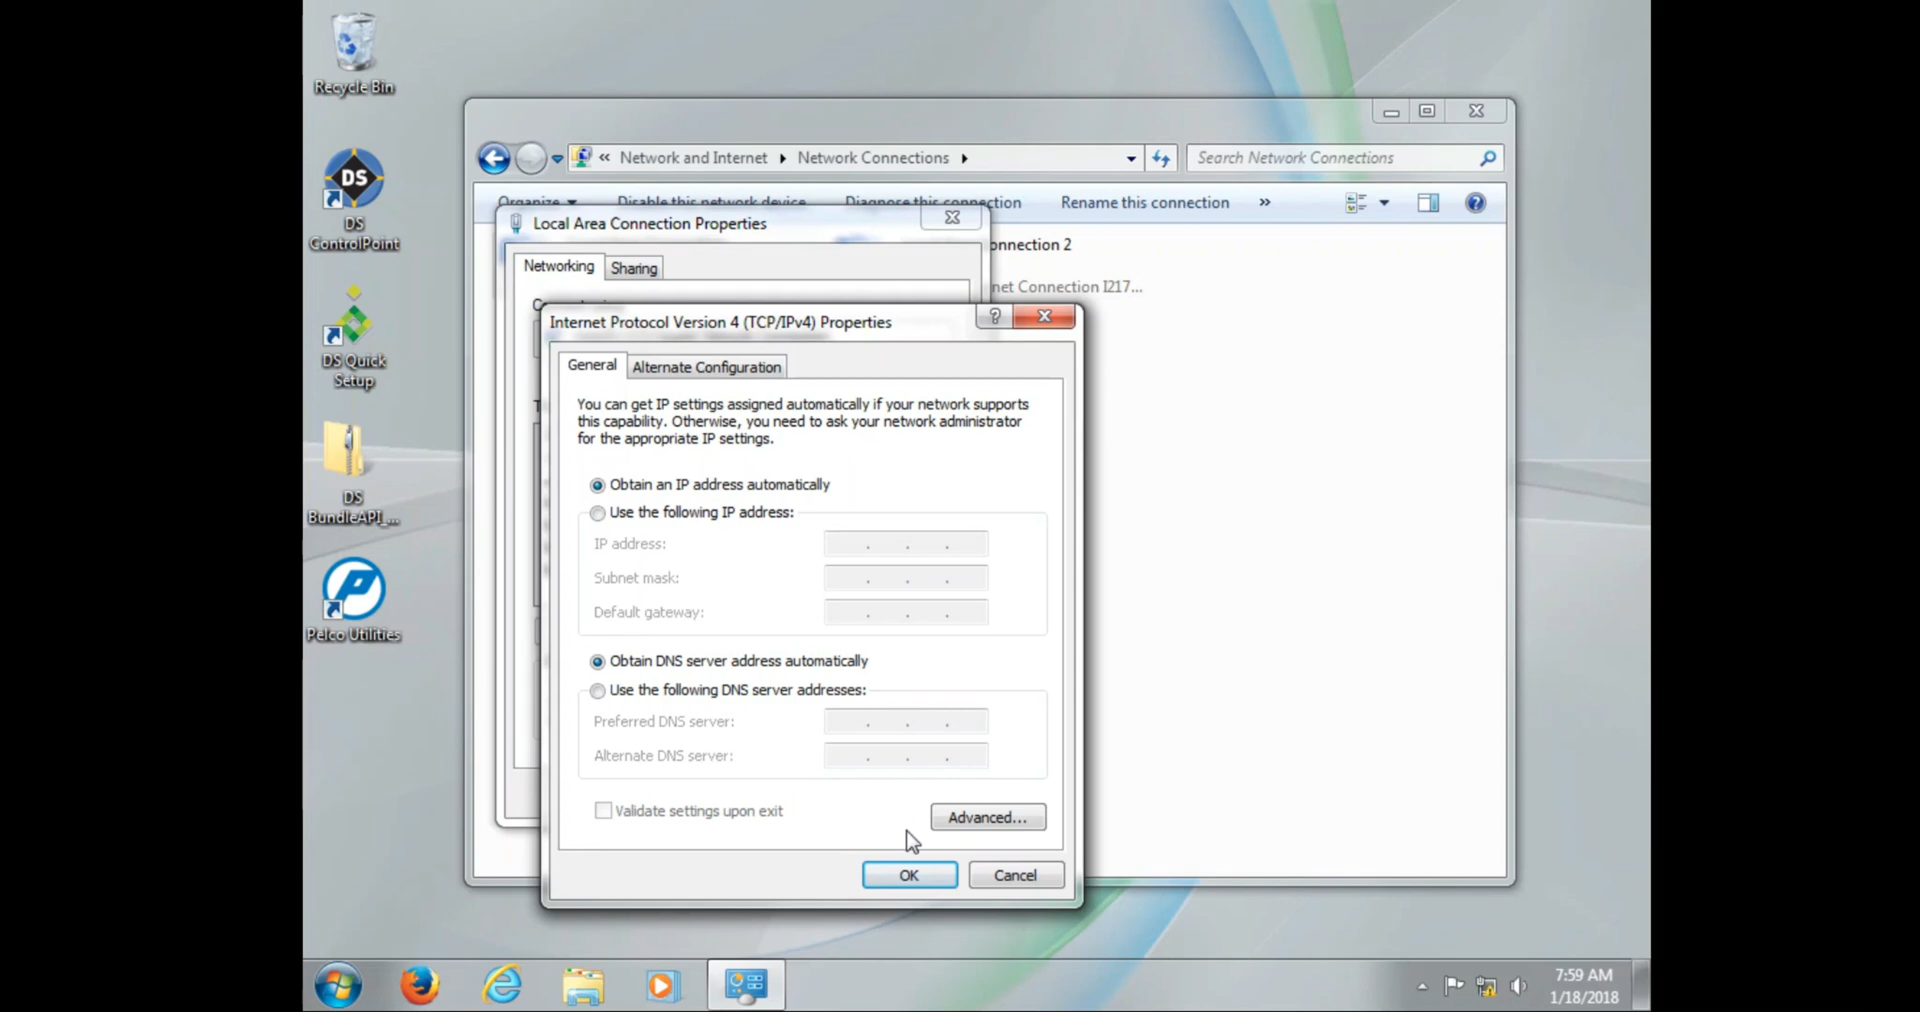 Recycle Bin
DS
DS
ControlPoint
DS Quick
Setup
DS
BundleAPI_...
Pelco Utilities
« Network and Internet Network Connections
Search Network Connections
Organize Disable this network device Diagnose this connection Rename this connection »
onnection 2
net Connection I217...
Local Area Connection Properties
Networking Sharing
Internet Protocol Version 4 (TCP/IPv4) Properties
General Alternate Configuration
You can get IP settings assigned automatically if your network supports
this capability. Otherwise, you need to ask your network administrator
for the appropriate IP settings.
Obtain an IP address automatically
Use the following IP address:
IP address: . . .
Subnet mask: . . .
Default gateway: . . .
Obtain DNS server address automatically
Use the following DNS server addresses:
Preferred DNS server: . . .
Alternate DNS server: . . .
Validate settings upon exit
Advanced...
OK Cancel
7:59 AM
1/18/2018